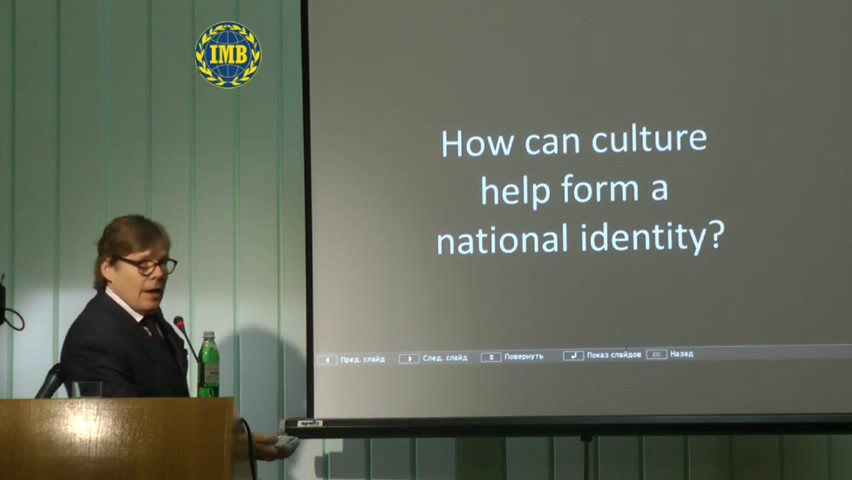 IMB
How can culture
help form a
national identity?
Пред. слайд След. слайд Повернуть Показ слайдов Назад